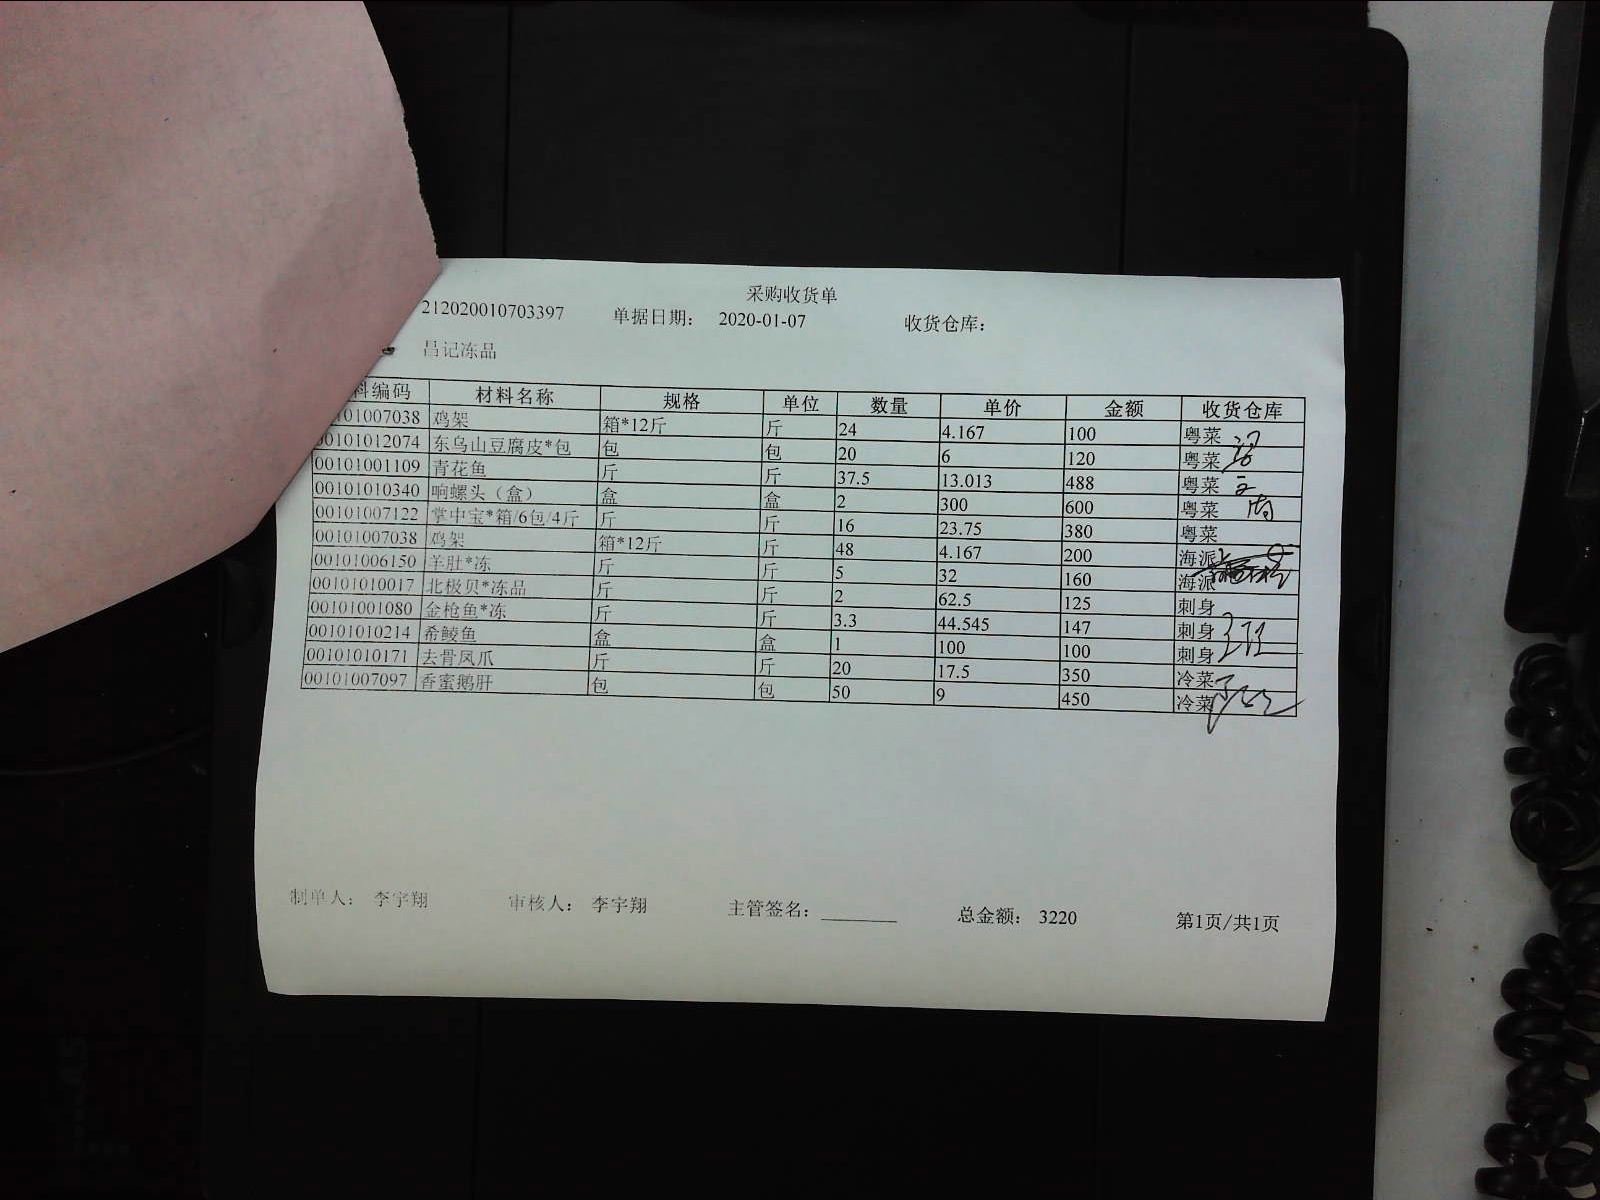 采购收货单
212020010703397 单据日期： 2020-01-07 收货仓库：
昌记冻品
料编码 材料名称 规格 单位 数量 单价 金额 收货仓库
101007038 鸡架 箱*12斤 斤 24 4.167 100 粤菜
00101012074 东乌山豆腐皮*包 包 包 20 6 120 粤菜
00101001109 青花鱼 斤 斤 37.5 13.013 488 粤菜
00101010340 响螺头（盒） 盒 盒 2 300 600 粤菜
00101007122 掌中宝*箱/6包/4斤 斤 斤 16 23.75 380 粤菜
00101007038 鸡架 箱*12斤 斤 48 4.167 200 海派
00101006150 羊肚*冻 斤 斤 5 32 160 海派
00101010017 北极贝*冻品 斤 斤 2 62.5 125 刺身
00101001080 金枪鱼*冻 斤 斤 3.3 44.545 147 刺身
00101010214 希鲮鱼 盒 盒 1 100 100 刺身
00101010171 去骨凤爪 斤 斤 20 17.5 350 冷菜
00101007097 香蜜鹅肝 包 包 50 9 450 冷菜
制单人： 李宇翔 审核人： 李宇翔 主管签名： 总金额： 3220 第1页/共1页